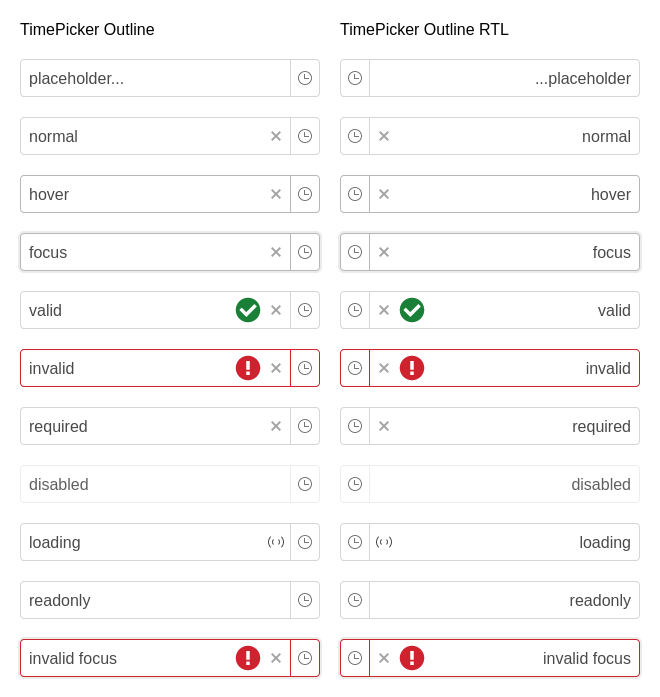 TimePicker Outline
TimePicker Outline RTL
placeholder...
...placeholder
normal
normal
hover
hover
focus
focus
valid
valid
invalid
invalid
required
required
disabled
disabled
loading
loading
readonly
readonly
invalid focus
invalid focus